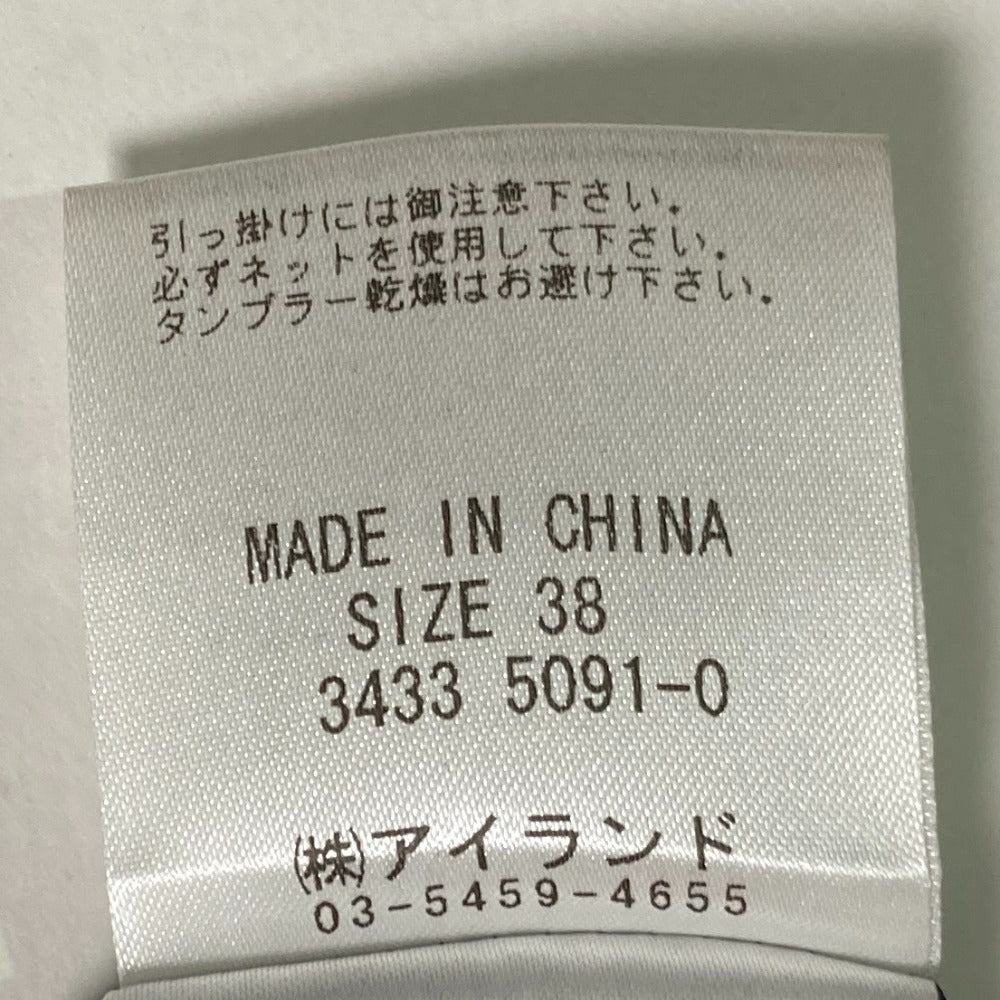 引っ掛けには御注意下さい.
必ずネットを使用して下さい.
タンブラー乾燥はお避け下さい.
MADE IN CHINA
SIZE 38
3433 5091-0
(株)アイランド
03-5459-4655